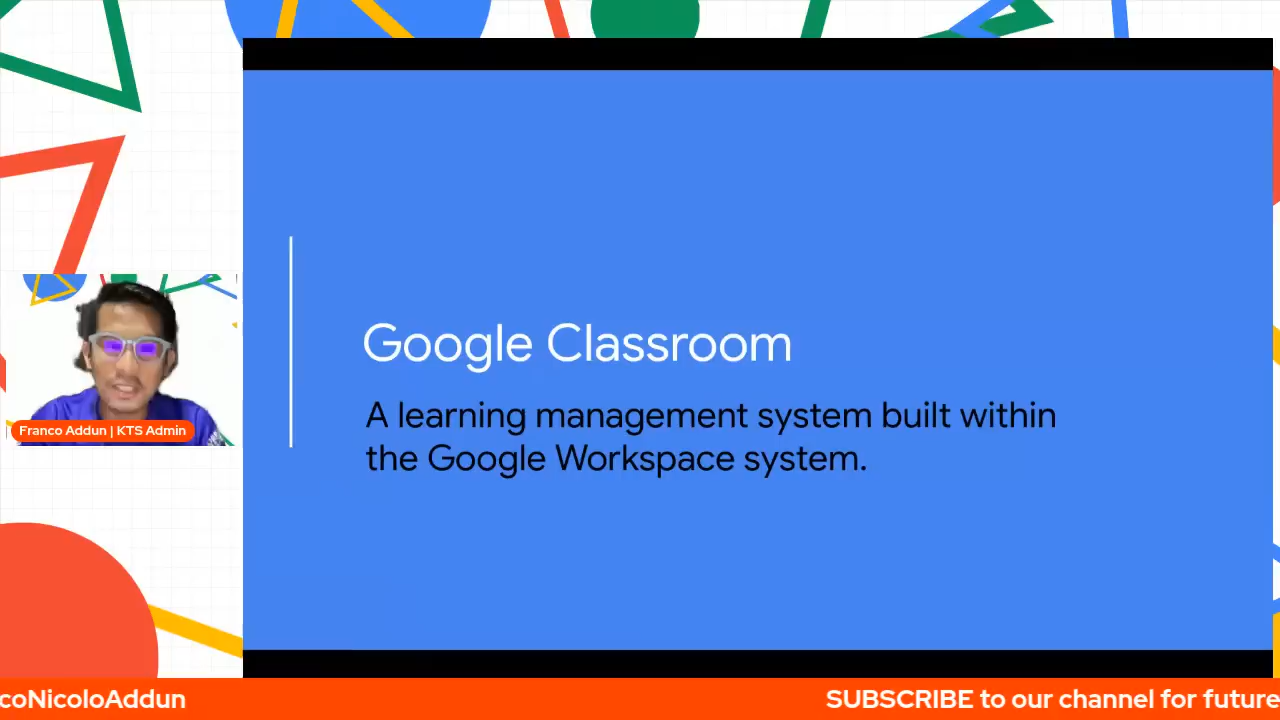 Google Classroom
A learning management system built within
the Google Workspace system.
Franco Addun | KTS Admin
coNicoloAddun
SUBSCRIBE to our channel for future